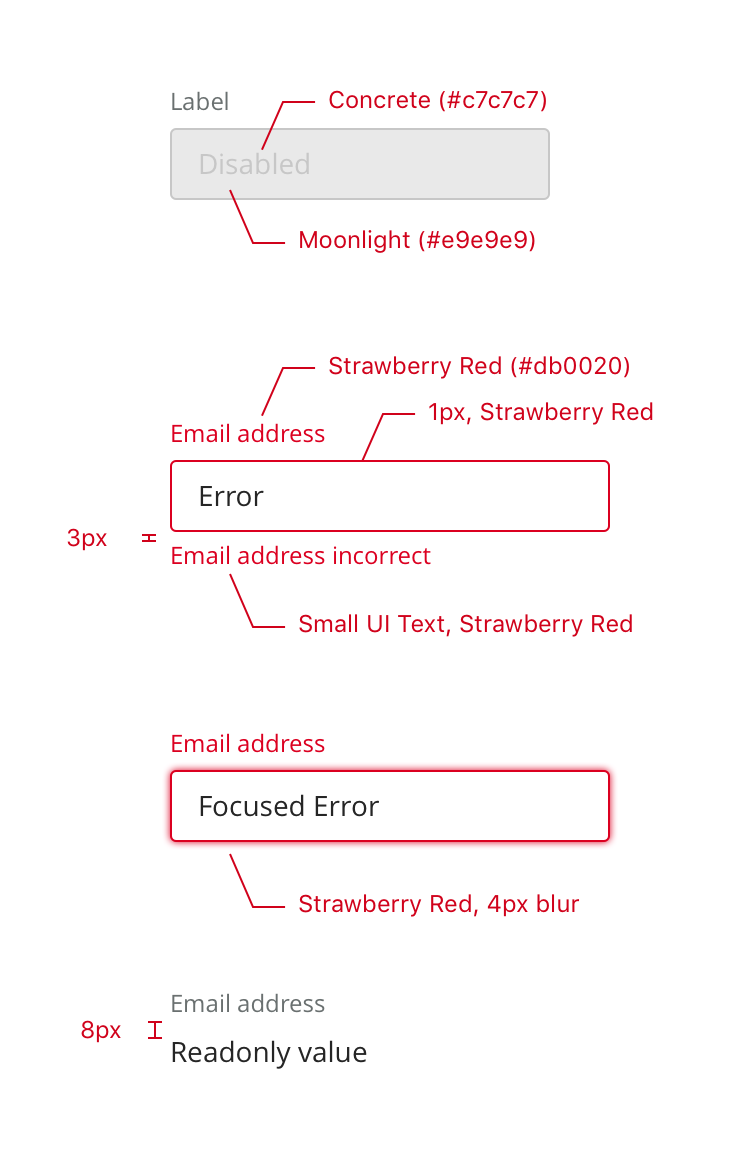 Label
Concrete (#c7c7c7)
Disabled
Moonlight (#e9e9e9)
Strawberry Red (#db0020)
1px, Strawberry Red
Email address
Error
3px
Email address incorrect
Small UI Text, Strawberry Red
Email address
Focused Error
Strawberry Red, 4px blur
Email address
8px
Readonly value